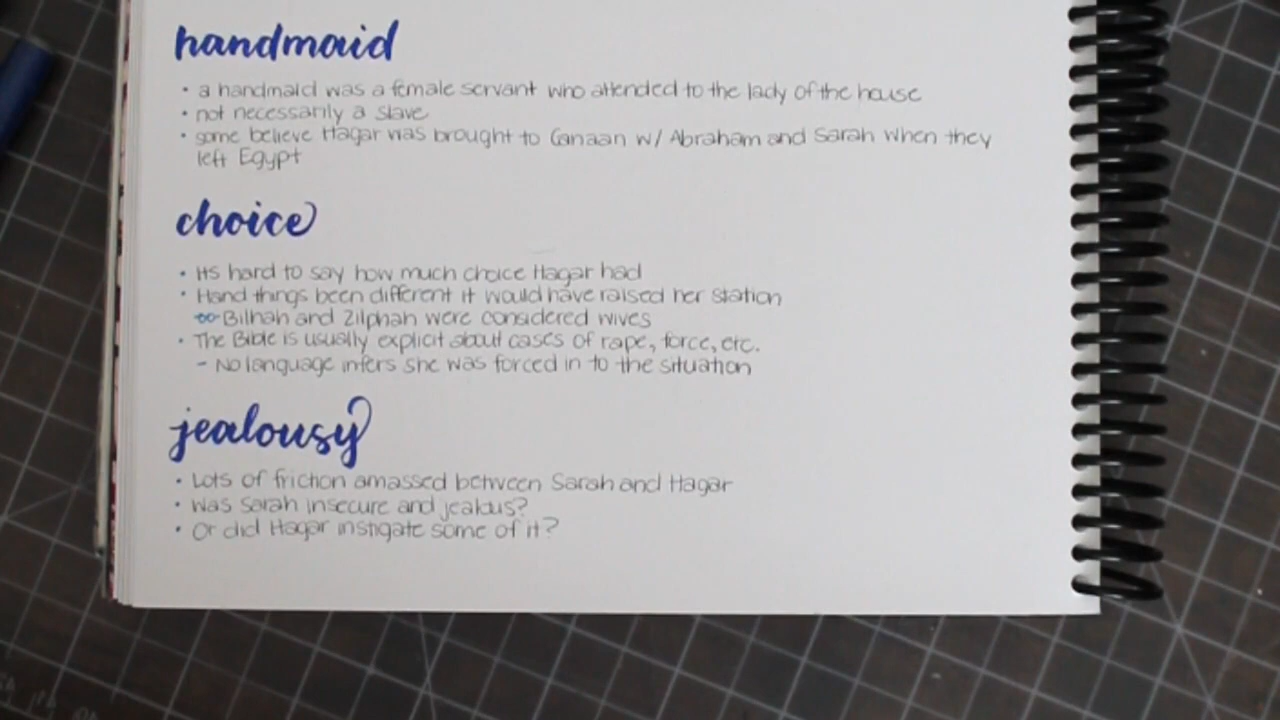 handmaid
• a handmaid was a female servant who attended to the lady of the house
• not necessarily a slave
• some believe Hagar was brought to Canaan w/ Abraham and Sarah when they
left Egypt
choice
• Its hard to say how much choice Hagar had
• Hand things been different it would have raised her station
Bilhah and Zilphah were considered wives
• The Bible is usually explicit about cases of rape, force, etc.
- No language infers she was forced in to the situation
jealousy
• Lots of friction amassed between Sarah and Hagar
• Was Sarah insecure and jealous?
• Or did Hagar instigate some of it?